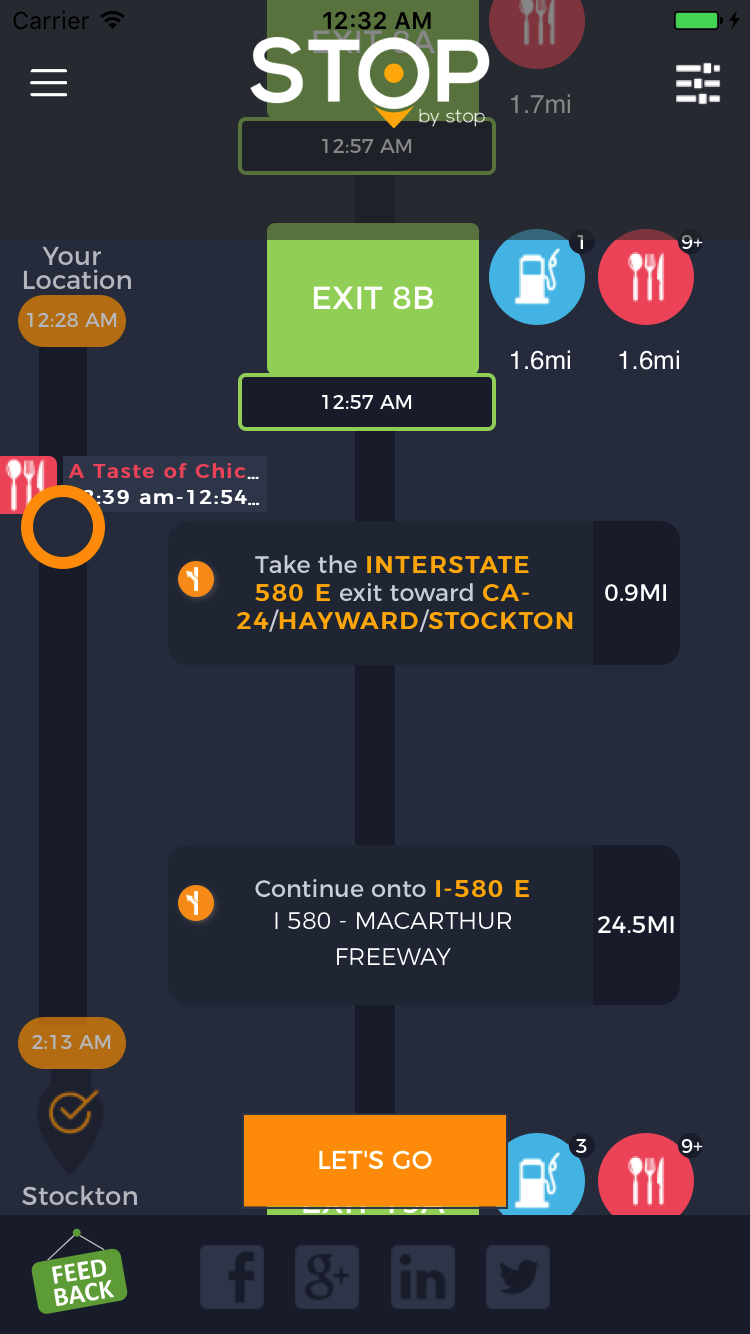 Carrier
12:32 AM
EXIT 8A
STOP
by stop
1.7mi
12:57 AM
Your
Location
12:28 AM
EXIT 8B
1
9+
1.6mi
1.6mi
12:57 AM
A Taste of Chic...
:39 am-12:54...
Take the INTERSTATE
580 E exit toward CA-
24/HAYWARD/STOCKTON
0.9MI
Continue onto I-580 E
I 580 - MACARTHUR
FREEWAY
24.5MI
2:13 AM
Stockton
LET'S GO
3
9+
FEED
BACK
f
g+
in